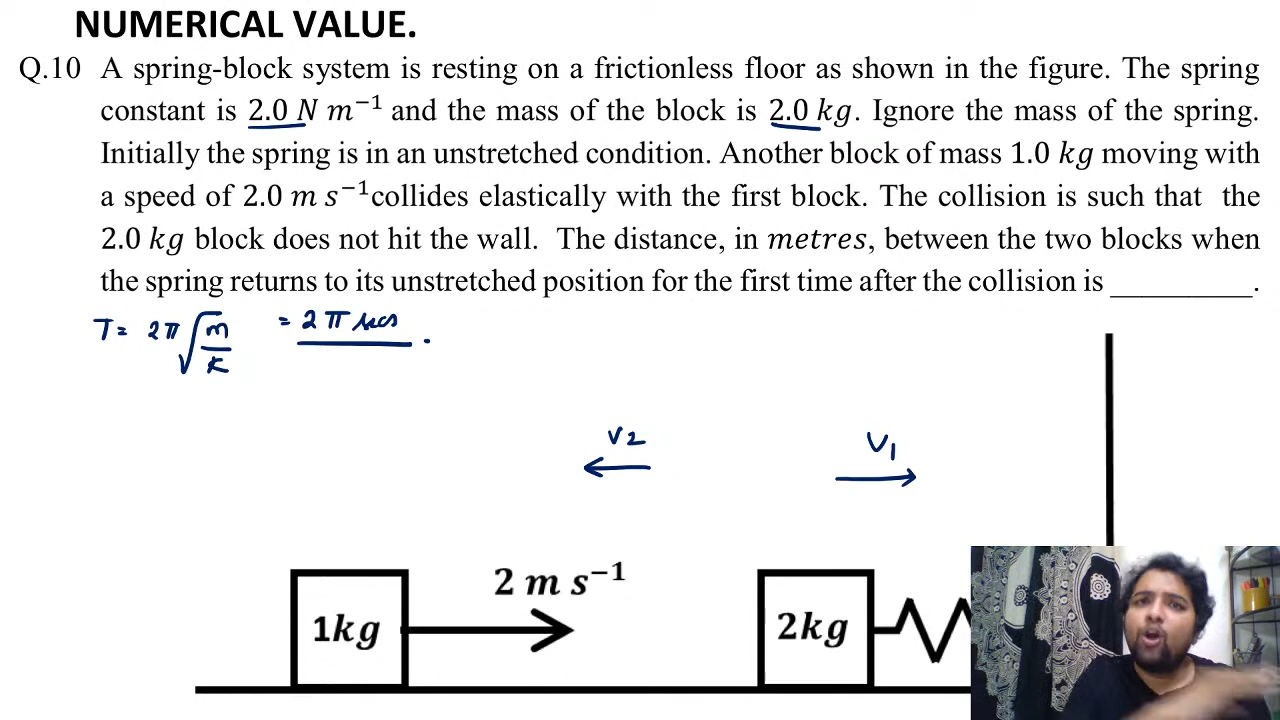 NUMERICAL VALUE.
Q.10 A spring-block system is resting on a frictionless floor as shown in the figure. The spring
constant is 2.0 N m⁻¹ and the mass of the block is 2.0 kg. Ignore the mass of the spring.
Initially the spring is in an unstretched condition. Another block of mass 1.0 kg moving with
a speed of 2.0 m s⁻¹collides elastically with the first block. The collision is such that the
2.0 kg block does not hit the wall. The distance, in metres, between the two blocks when
the spring returns to its unstretched position for the first time after the collision is __________.
T= 2π √m/K = 2π secs .
V2
V1
2 m s⁻¹
1kg
2kg